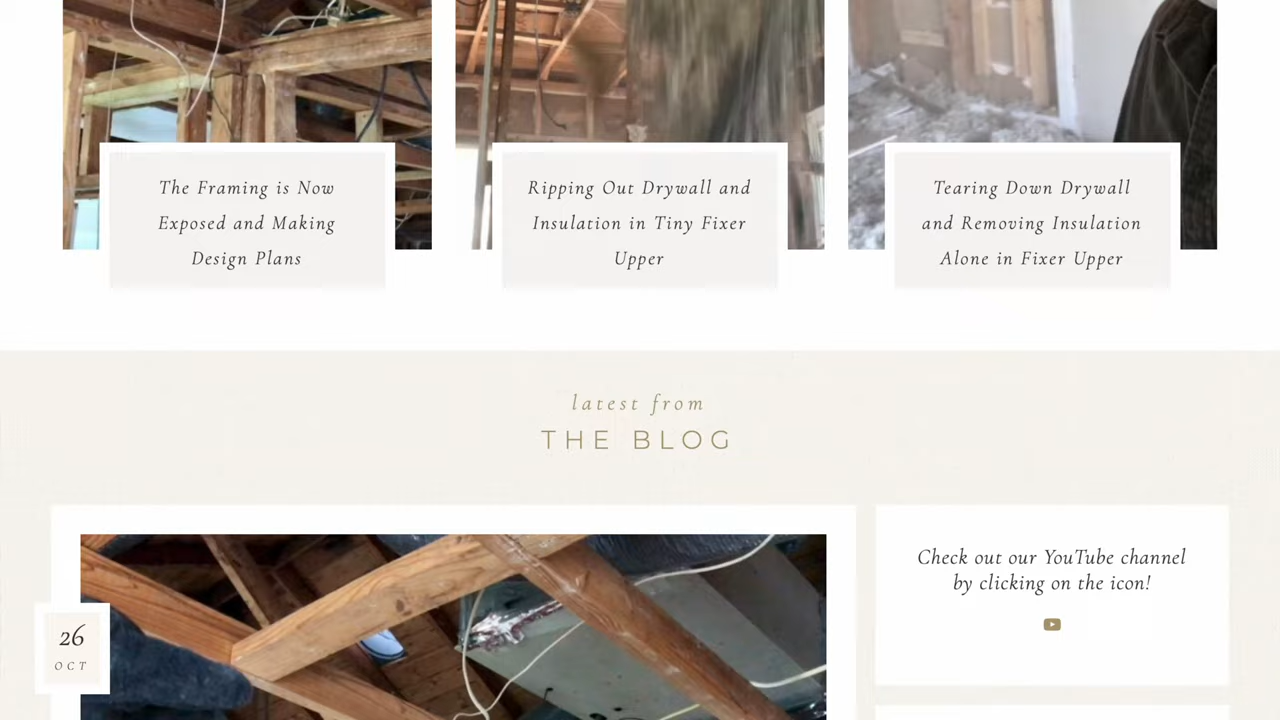 The Framing is Now
Exposed and Making
Design Plans
Ripping Out Drywall and
Insulation in Tiny Fixer
Upper
Tearing Down Drywall
and Removing Insulation
Alone in Fixer Upper
latest from
THE BLOG
26
OCT
Check out our YouTube channel
by clicking on the icon!